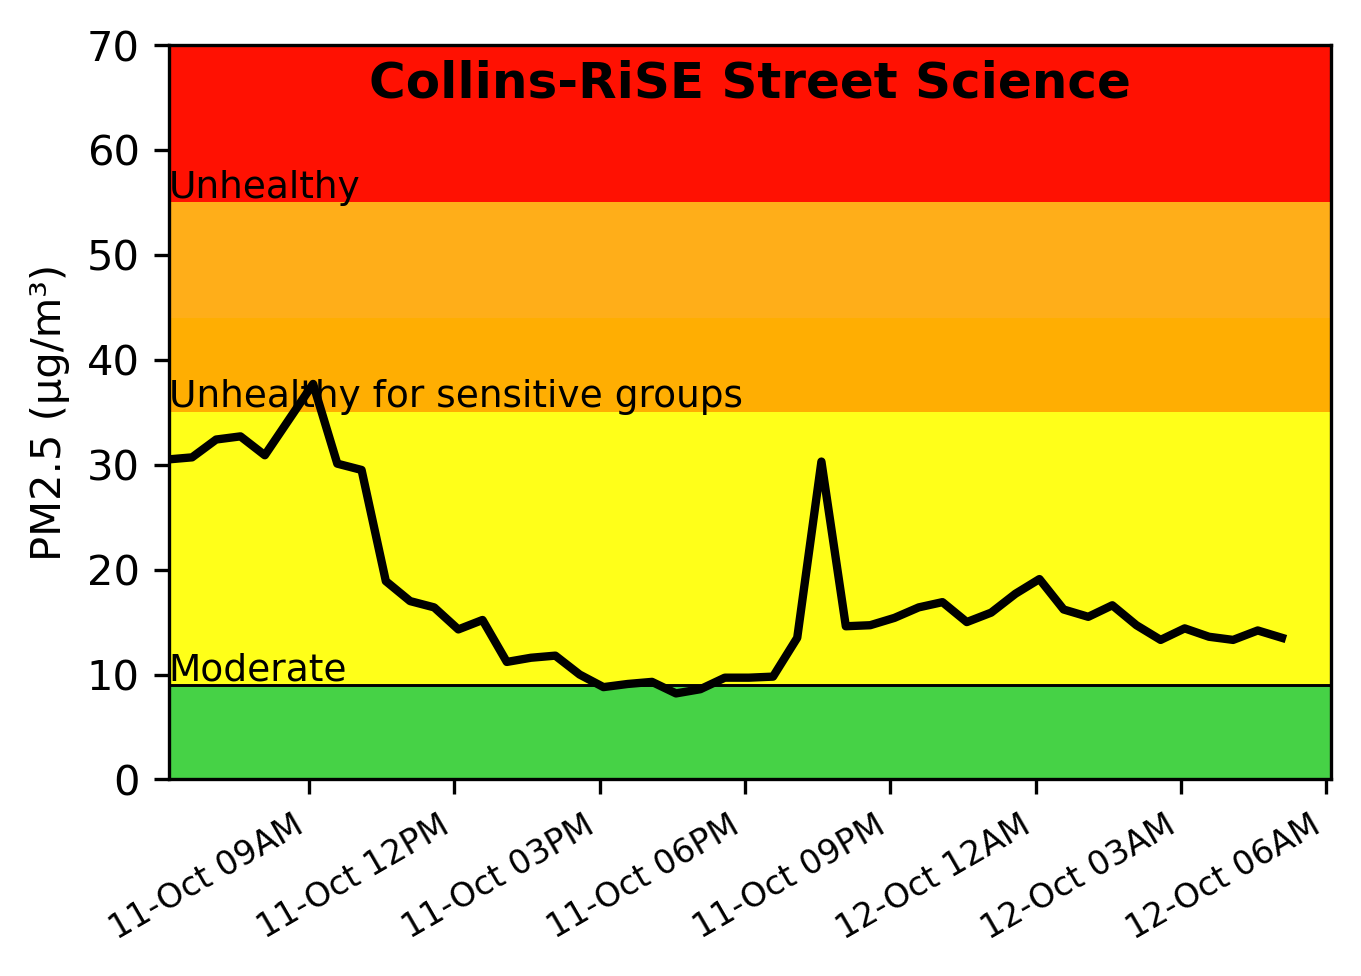 Collins-RiSE Street Science
70
60
Unhealthy
50
40
Unhealthy for sensitive groups
30
20
Moderate
10
0
PM2.5 (µg/m³)
11-Oct 09AM
11-Oct 12PM
11-Oct 03PM
11-Oct 06PM
11-Oct 09PM
12-Oct 12AM
12-Oct 03AM
12-Oct 06AM